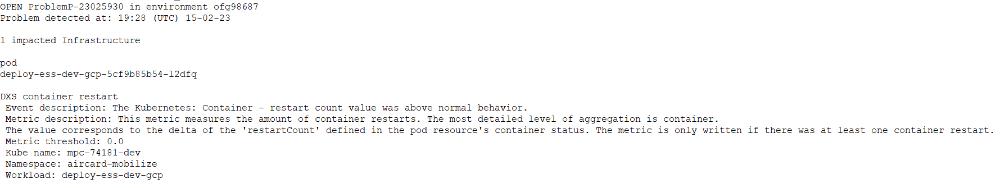 OPEN ProblemP-23025930 in environment ofg98687
Problem detected at: 19:28 (UTC) 15-02-23
1 impacted Infrastructure
pod
deploy-ess-dev-gcp-5cf9b85b54-l2dfq
DXS container restart
Event description: The Kubernetes: Container - restart count value was above normal behavior.
Metric description: This metric measures the amount of container restarts. The most detailed level of aggregation is container.
The value corresponds to the delta of the 'restartCount' defined in the pod resource's container status. The metric is only written if there was at least one container restart.
Metric threshold: 0.0
Kube name: mpc-74181-dev
Namespace: aircard-mobilize
Workload: deploy-ess-dev-gcp